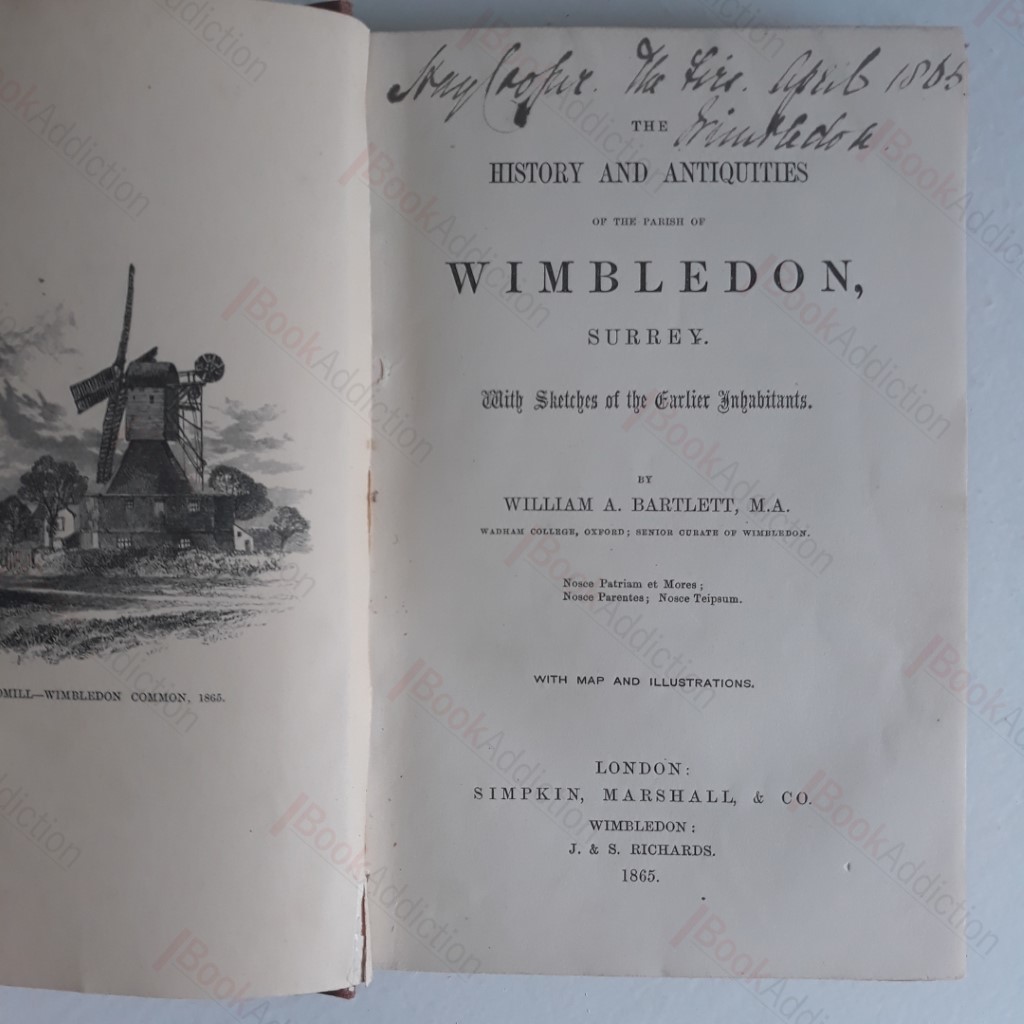 DMILL—WIMBLEDON COMMON, 1865.
Cooper. The Firs. April 1865.
Wimbledon.
THE
HISTORY AND ANTIQUITIES
OF THE PARISH OF
WIMBLEDON,
SURREY.
With Sketches of the Earlier Inhabitants.
BY
WILLIAM A. BARTLETT, M.A.
WADHAM COLLEGE, OXFORD; SENIOR CURATE OF WIMBLEDON.
Nosce Patriam et Mores;
Nosce Parentes; Nosce Teipsum.
WITH MAP AND ILLUSTRATIONS.
LONDON:
SIMPKIN, MARSHALL, & CO.
WIMBLEDON:
J. & S. RICHARDS.
1865.
BookAddiction